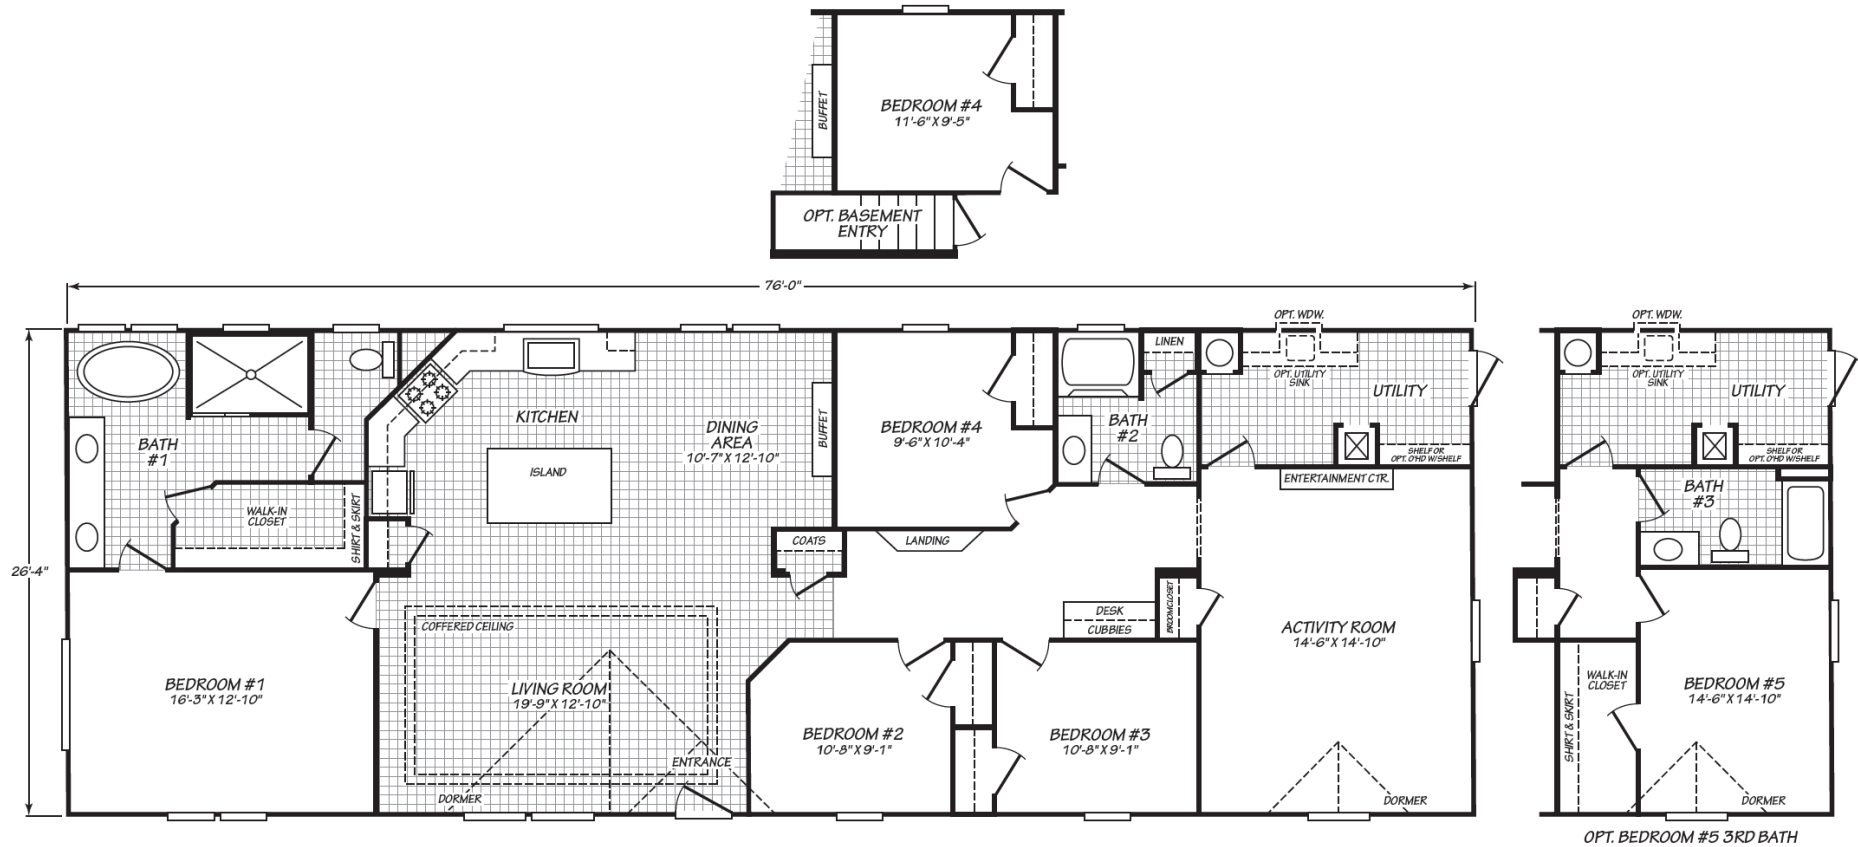 BEDROOM #4
11'-6" X 9'-5"
BUFFET
OPT. BASEMENT
ENTRY
76'-0"
26'-4"
BATH
#1
WALK-IN
CLOSET
SHIRT & SKIRT
KITCHEN
ISLAND
DINING
AREA
10'-7" X 12'-10"
BUFFET
BEDROOM #4
9'-6" X 10'-4"
LINEN
BATH
#2
OPT. WDW.
OPT. UTILITY
SINK
UTILITY
SHELF OR
OPT. O'HD W/SHELF
ENTERTAINMENT CTR.
COATS
LANDING
DESK
CUBBIES
BROOMCLOSET
ACTIVITY ROOM
14'-6" X 14'-10"
DORMER
BEDROOM #1
16'-3" X 12'-10"
COFFERED CEILING
LIVING ROOM
19'-9" X 12'-10"
ENTRANCE
DORMER
BEDROOM #2
10'-8" X 9'-1"
BEDROOM #3
10'-8" X 9'-1"
OPT. WDW.
OPT. UTILITY
SINK
UTILITY
SHELF OR
OPT. O'HD W/SHELF
BATH
#3
WALK-IN
CLOSET
SHIRT & SKIRT
BEDROOM #5
14'-6" X 14'-10"
DORMER
OPT. BEDROOM #5 3RD BATH